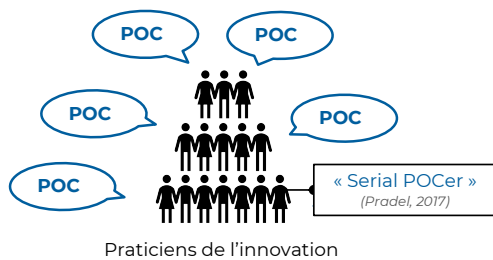 POC
POC
POC
POC
POC
« Serial POCer »
(Pradel, 2017)
Praticiens de l’innovation